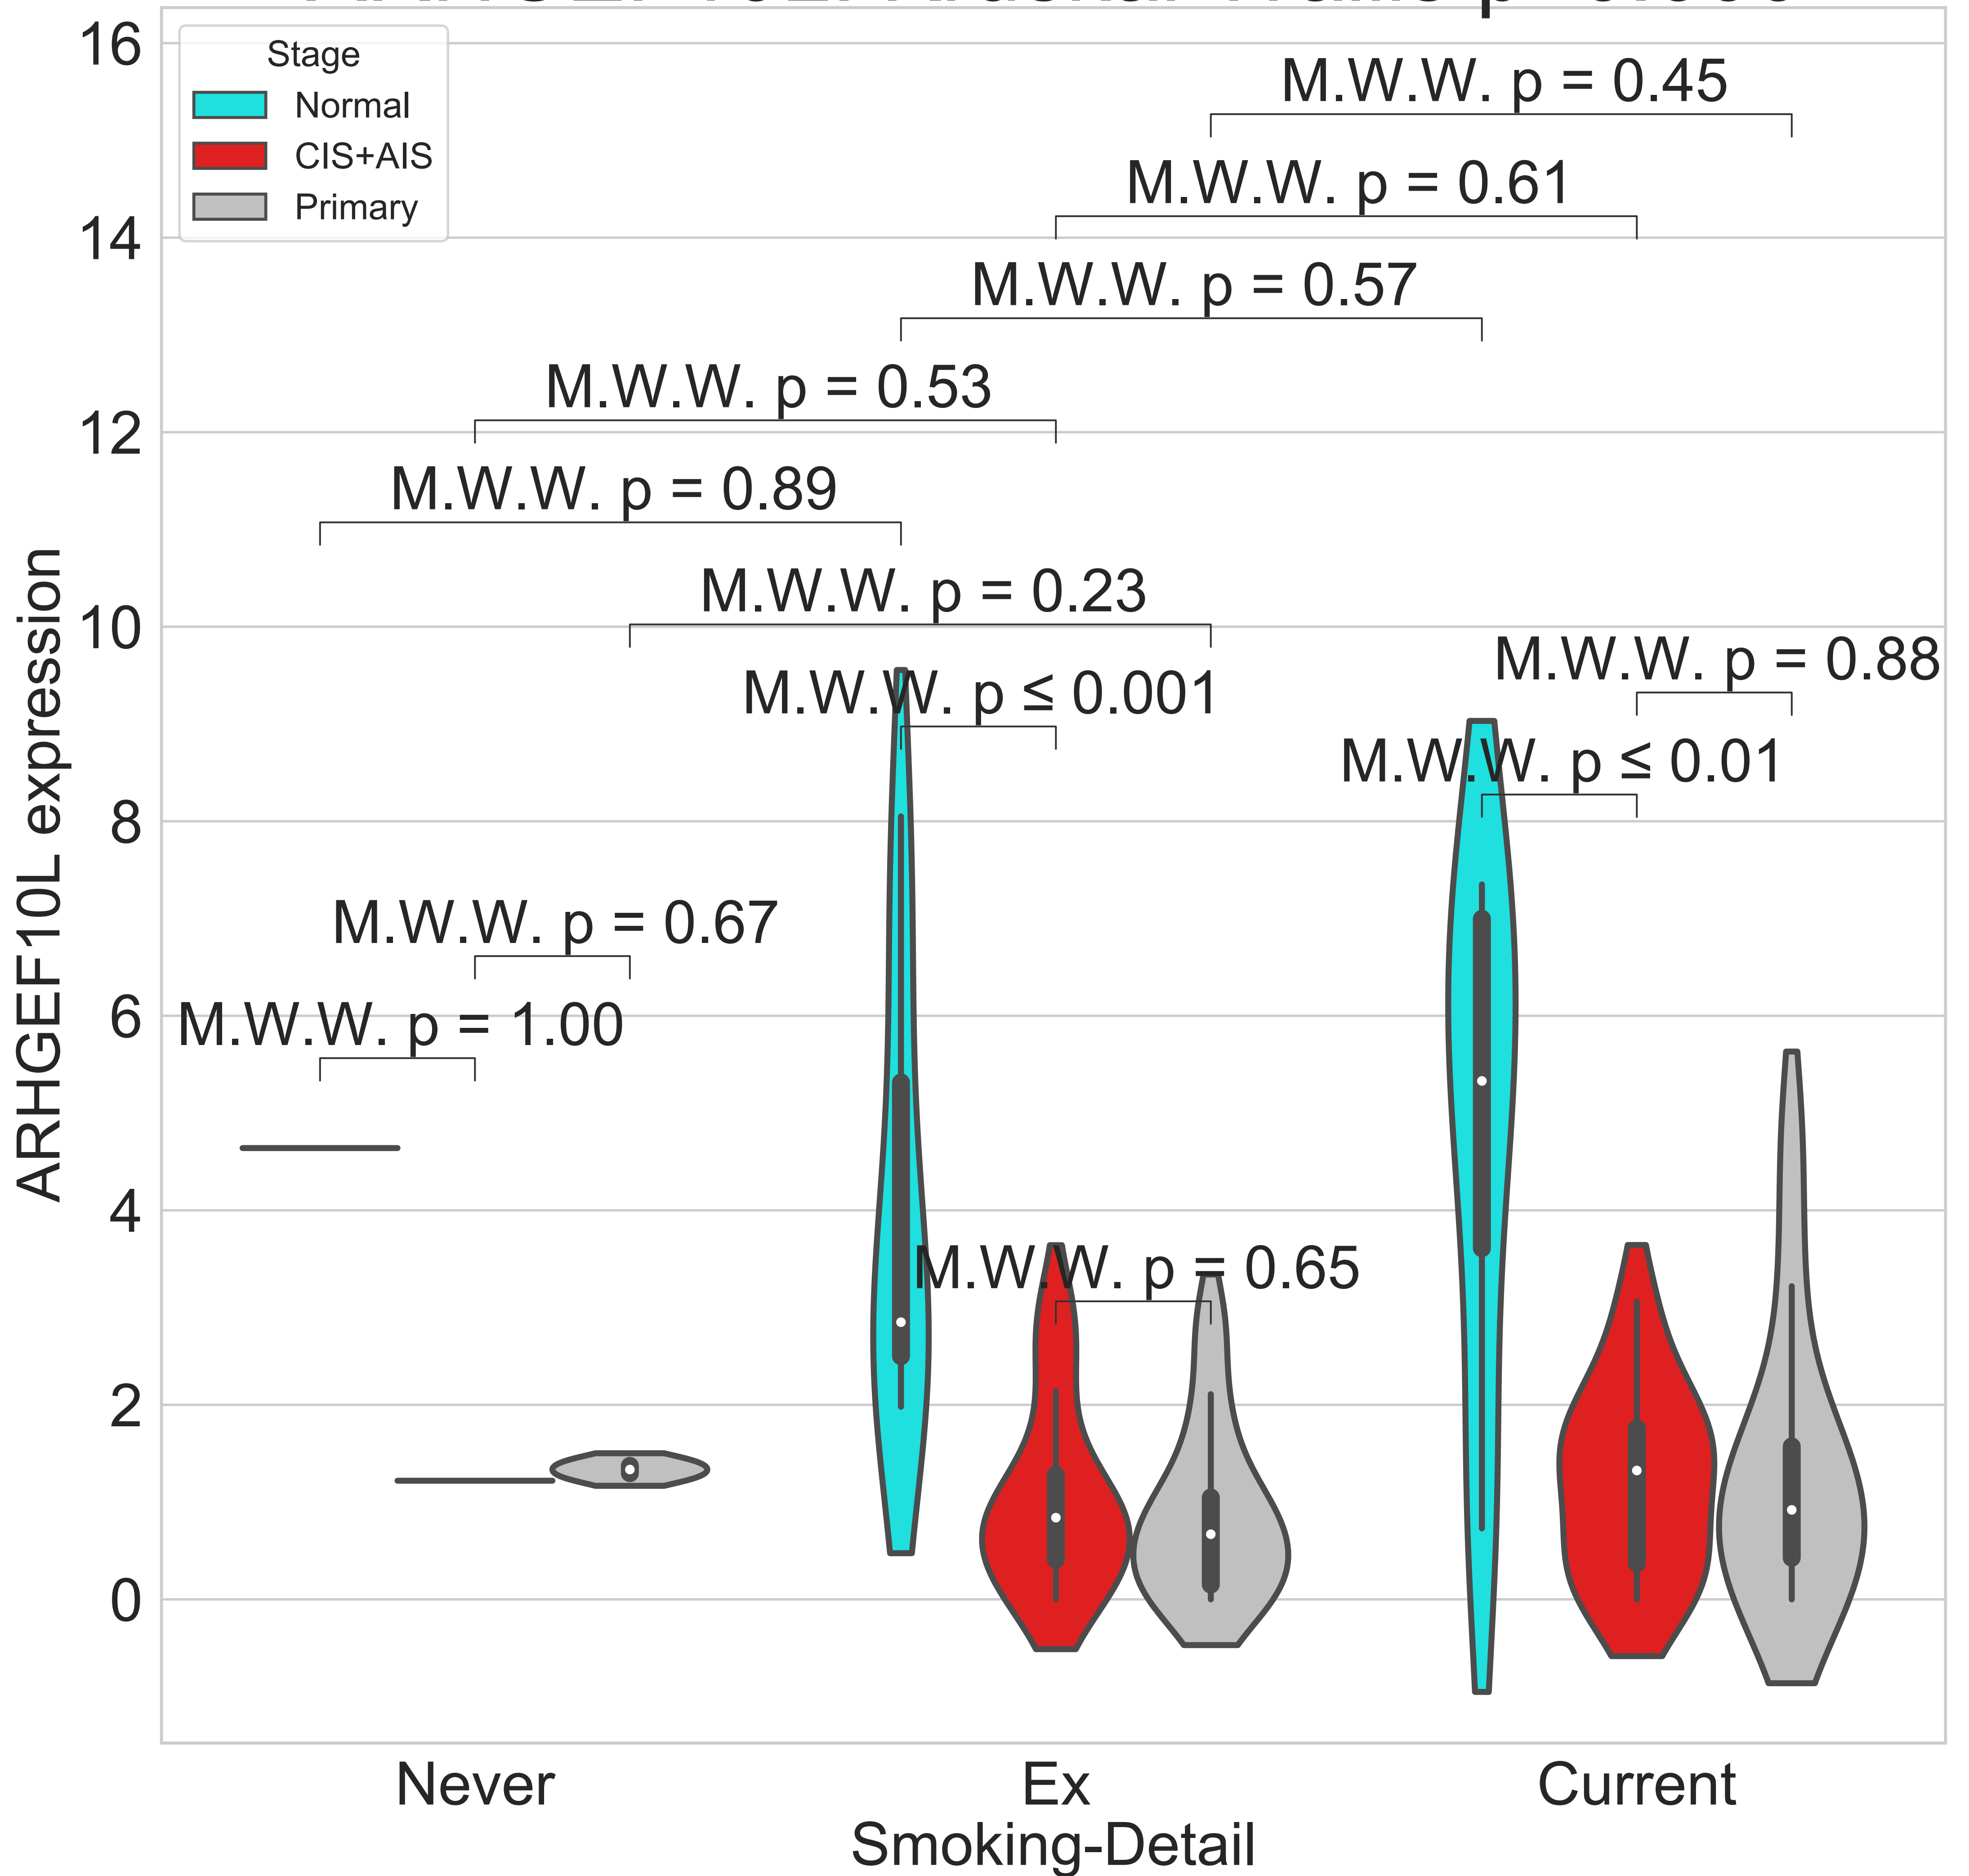 Stage
Normal
CIS+AIS
Primary
16
14
12
10
8
6
4
2
0
ARHGEF10L expression
M.W.W. p = 0.45
M.W.W. p = 0.61
M.W.W. p = 0.57
M.W.W. p = 0.53
M.W.W. p = 0.89
M.W.W. p = 0.23
M.W.W. p ≤ 0.001
M.W.W. p = 0.88
M.W.W. p ≤ 0.01
M.W.W. p = 0.67
M.W.W. p = 1.00
M.W.W. p = 0.65
Never
Ex
Current
Smoking-Detail